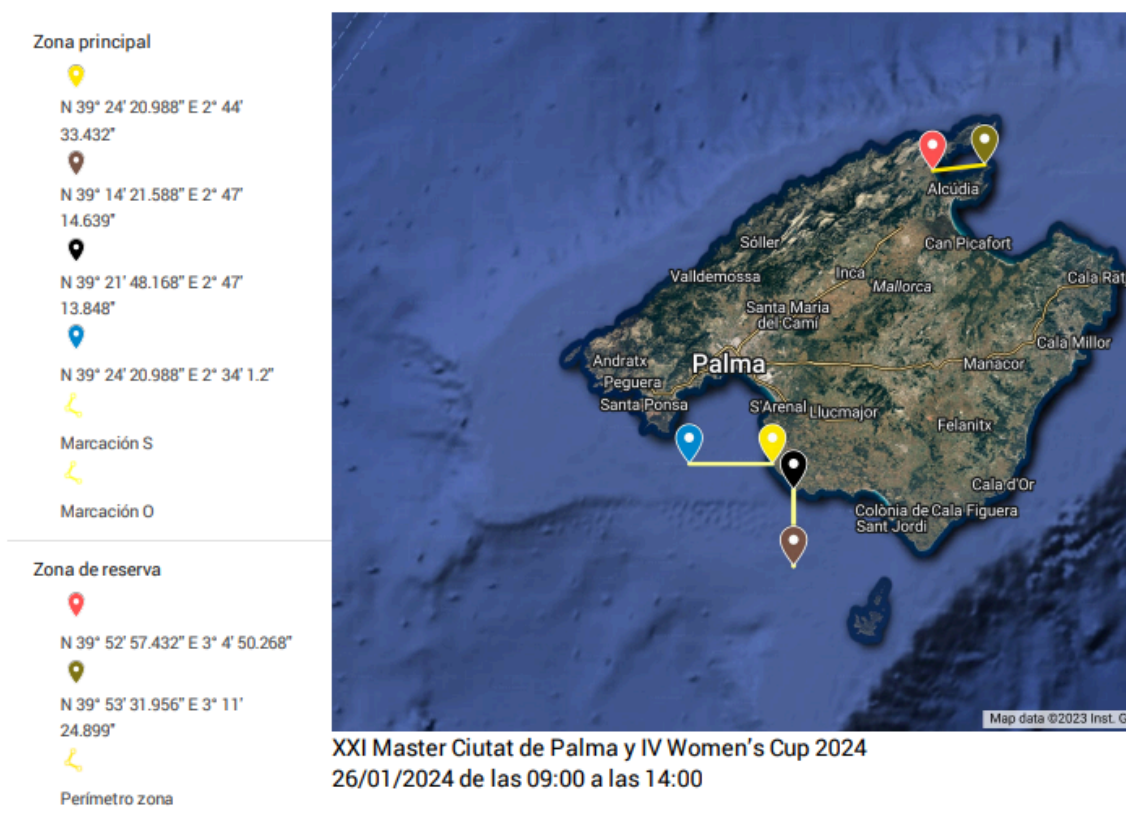 Zona principal
N 39° 24' 20.988" E 2° 44'
33.432"
N 39° 14' 21.588" E 2° 47'
14.639"
N 39° 21' 48.168" E 2° 47'
13.848"
N 39° 24' 20.988" E 2° 34' 1.2"
Marcación S
Marcación O
Zona de reserva
N 39° 52' 57.432" E 3° 4' 50.268"
N 39° 53' 31.956" E 3° 11'
24.899"
Perímetro zona
Alcúdia
Sóller
Can Picafort
Valldemossa
Inca
Mallorca
Cala Rat
Santa Maria
del Camí
Cala Millor
Andratx
Palma
Manacor
Peguera
Santa Ponsa
S'Arenal
Llucmajor
Felanitx
Cala d'Or
Colònia de
Sant Jordi
Cala Figuera
Map data ©2023 Inst. G
XXI Master Ciutat de Palma y IV Women's Cup 2024
26/01/2024 de las 09:00 a las 14:00